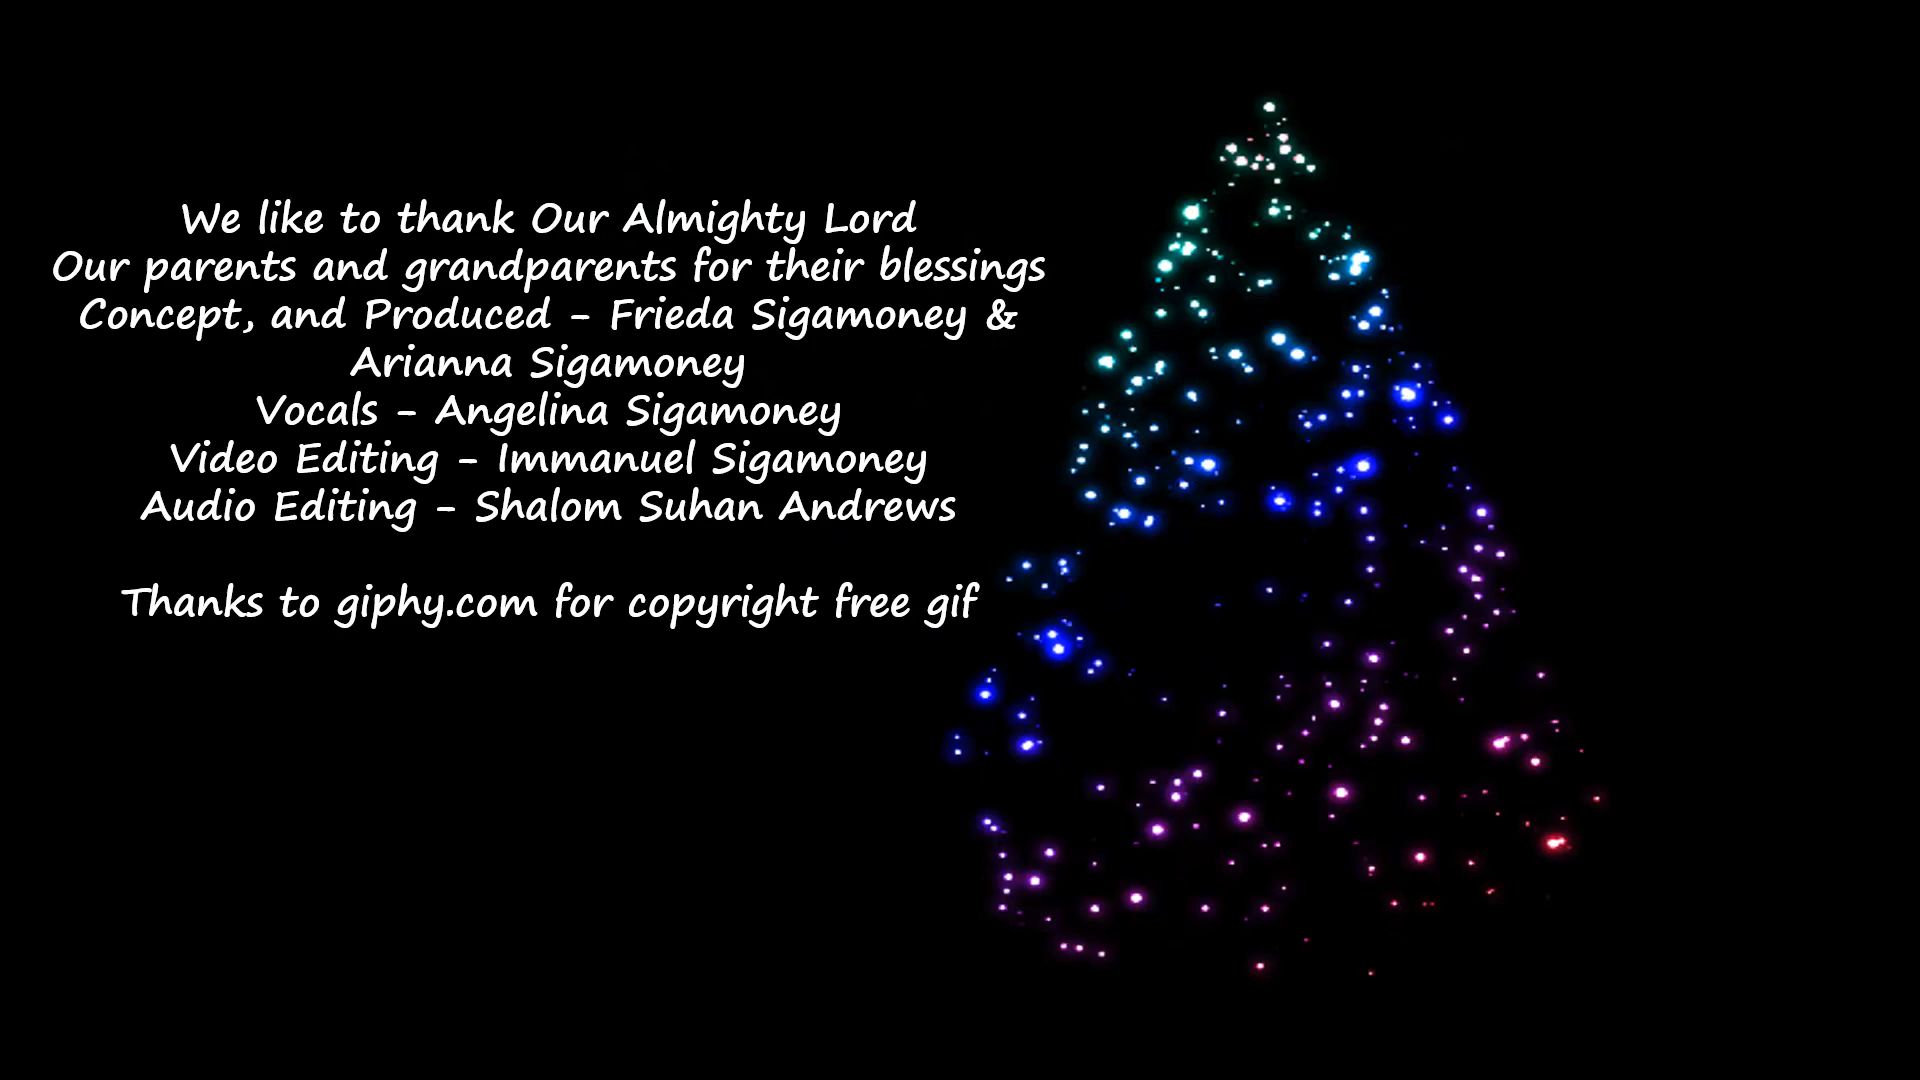 We like to thank Our Almighty Lord
Our parents and grandparents for their blessings
Concept, and Produced - Frieda Sigamoney &
Arianna Sigamoney
Vocals - Angelina Sigamoney
Video Editing - Immanuel Sigamoney
Audio Editing - Shalom Suhan Andrews
Thanks to giphy.com for copyright free gif